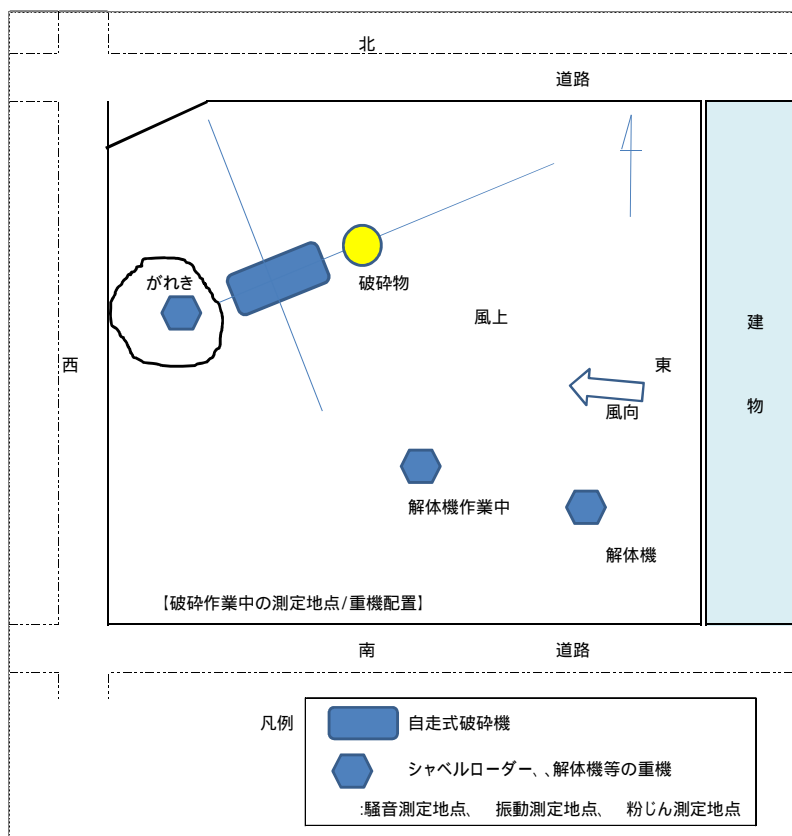 北
道路
がれき
破砕物
風上
建
物
西
東
風向
解体機作業中
解体機
【破砕作業中の測定地点/重機配置】
南
道路
凡例
自走式破砕機
シャベルローダー、、解体機等の重機
:騒音測定地点、 振動測定地点、 粉じん測定地点